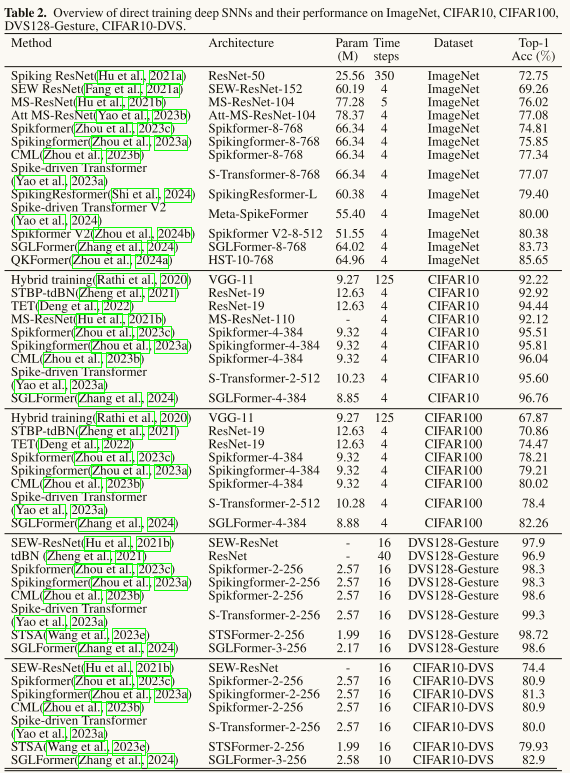 Table 2. Overview of direct training deep SNNs and their performance on ImageNet, CIFAR10, CIFAR100,
DVS128-Gesture, CIFAR10-DVS.
Method Architecture Param Time Dataset Top-1
(M) steps Acc (%)
Spiking ResNet(Hu et al., 2021a) ResNet-50 25.56 350 ImageNet 72.75
SEW ResNet(Fang et al., 2021a) SEW-ResNet-152 60.19 4 ImageNet 69.26
MS-ResNet(Hu et al., 2021b) MS-ResNet-104 77.28 5 ImageNet 76.02
Att MS-ResNet(Yao et al., 2023b) Att-MS-ResNet-104 78.37 4 ImageNet 77.08
Spikformer(Zhou et al., 2023c) Spikformer-8-768 66.34 4 ImageNet 74.81
Spikingformer(Zhou et al., 2023a) Spikingformer-8-768 66.34 4 ImageNet 75.85
CML(Zhou et al., 2023b) Spikformer-8-768 66.34 4 ImageNet 77.34
Spike-driven Transformer
(Yao et al., 2023a) S-Transformer-8-768 66.34 4 ImageNet 77.07
SpikingResformer(Shi et al., 2024) SpikingResformer-L 60.38 4 ImageNet 79.40
Spike-driven Transformer V2
(Yao et al., 2024) Meta-SpikeFormer 55.40 4 ImageNet 80.00
Spikformer V2(Zhou et al., 2024b) Spikformer V2-8-512 51.55 4 ImageNet 80.38
SGLFormer(Zhang et al., 2024) SGLFormer-8-768 64.02 4 ImageNet 83.73
QKFormer(Zhou et al., 2024a) HST-10-768 64.96 4 ImageNet 85.65
Hybrid training(Rathi et al., 2020) VGG-11 9.27 125 CIFAR10 92.22
STBP-tdBN(Zheng et al., 2021) ResNet-19 12.63 4 CIFAR10 92.92
TET(Deng et al., 2022) ResNet-19 12.63 4 CIFAR10 94.44
MS-ResNet(Hu et al., 2021b) MS-ResNet-110 - - CIFAR10 92.12
Spikformer(Zhou et al., 2023c) Spikformer-4-384 9.32 4 CIFAR10 95.51
Spikingformer(Zhou et al., 2023a) Spikingformer-4-384 9.32 4 CIFAR10 95.81
CML(Zhou et al., 2023b) Spikformer-4-384 9.32 4 CIFAR10 96.04
Spike-driven Transformer
(Yao et al., 2023a) S-Transformer-2-512 10.23 4 CIFAR10 95.60
SGLFormer(Zhang et al., 2024) SGLFormer-4-384 8.85 4 CIFAR10 96.76
Hybrid training(Rathi et al., 2020) VGG-11 9.27 125 CIFAR100 67.87
STBP-tdBN(Zheng et al., 2021) ResNet-19 12.63 4 CIFAR100 70.86
TET(Deng et al., 2022) ResNet-19 12.63 4 CIFAR100 74.47
Spikformer(Zhou et al., 2023c) Spikformer-4-384 9.32 4 CIFAR100 78.21
Spikingformer(Zhou et al., 2023a) Spikingformer-4-384 9.32 4 CIFAR100 79.21
CML(Zhou et al., 2023b) Spikformer-4-384 9.32 4 CIFAR100 80.02
Spike-driven Transformer
(Yao et al., 2023a) S-Transformer-2-512 10.28 4 CIFAR100 78.4
SGLFormer(Zhang et al., 2024) SGLFormer-4-384 8.88 4 CIFAR100 82.26
SEW-ResNet(Hu et al., 2021b) SEW-ResNet - 16 DVS128-Gesture 97.9
tdBN (Zheng et al., 2021) ResNet - 40 DVS128-Gesture 96.9
Spikformer(Zhou et al., 2023c) Spikformer-2-256 2.57 16 DVS128-Gesture 98.3
Spikingformer(Zhou et al., 2023a) Spikingformer-2-256 2.57 16 DVS128-Gesture 98.3
CML(Zhou et al., 2023b) Spikformer-2-256 2.57 16 DVS128-Gesture 98.6
Spike-driven Transformer
(Yao et al., 2023a) S-Transformer-2-256 2.57 16 DVS128-Gesture 99.3
STSA(Wang et al., 2023e) STSFormer-2-256 1.99 16 DVS128-Gesture 98.72
SGLFormer(Zhang et al., 2024) SGLFormer-3-256 2.17 16 DVS128-Gesture 98.6
SEW-ResNet(Hu et al., 2021b) SEW-ResNet - 16 CIFAR10-DVS 74.4
Spikformer(Zhou et al., 2023c) Spikformer-2-256 2.57 16 CIFAR10-DVS 80.9
Spikingformer(Zhou et al., 2023a) Spikingformer-2-256 2.57 16 CIFAR10-DVS 81.3
CML(Zhou et al., 2023b) Spikformer-2-256 2.57 16 CIFAR10-DVS 80.9
Spike-driven Transformer
(Yao et al., 2023a) S-Transformer-2-256 2.57 16 CIFAR10-DVS 80.0
STSA(Wang et al., 2023e) STSFormer-2-256 1.99 16 CIFAR10-DVS 79.93
SGLFormer(Zhang et al., 2024) SGLFormer-3-256 2.58 10 CIFAR10-DVS 82.9